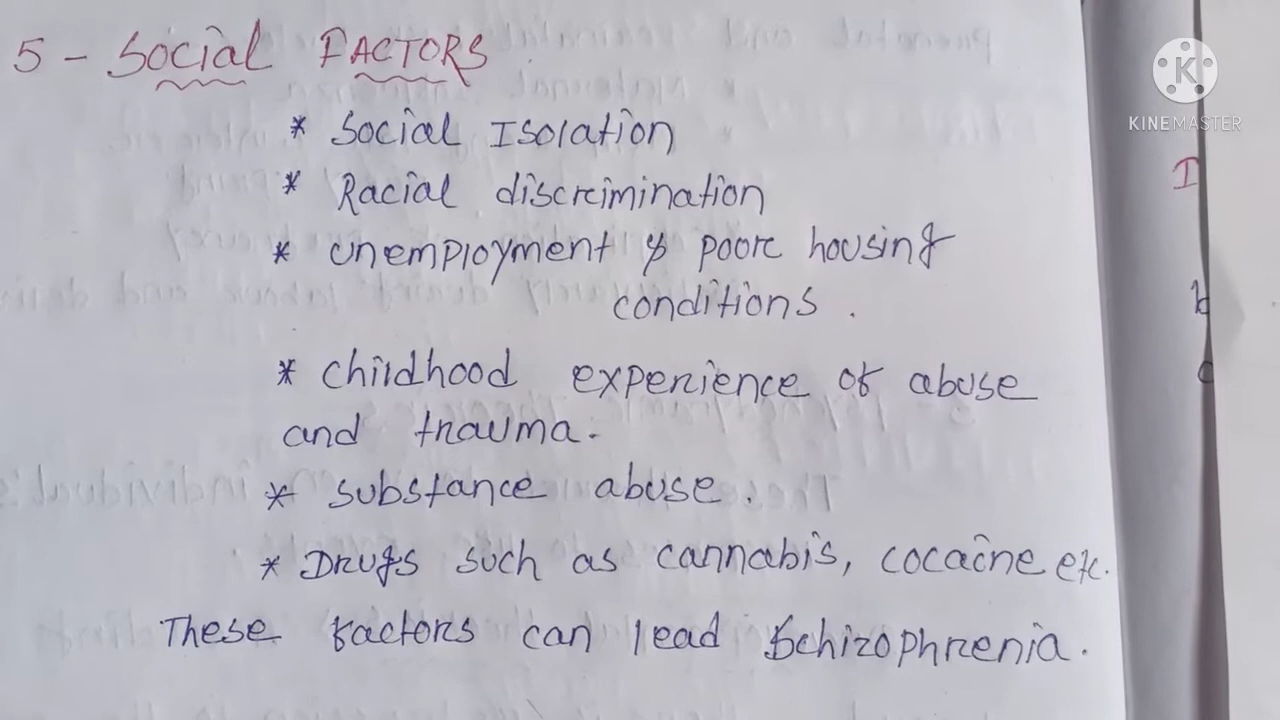 5 - Social FACTORS
* Social Isolation
* Racial discrimination
* unemployment & poor housing
conditions.
* childhood experience of abuse
and trauma.
* substance abuse.
* Drugs such as cannabis, cocaine etc.
These factors can lead Schizophrenia.
K
KINEMASTER
I
b
c